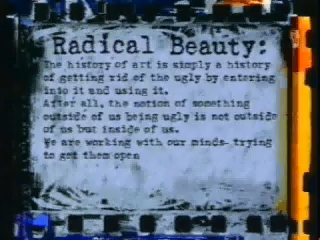 Radical Beauty:
The history of art is simply a history
of getting rid of the ugly by entering
into it and using it.
After all, the notion of something
outside of us being ugly is not outside
of us but inside of us.
We are working with our minds- trying
to get them open